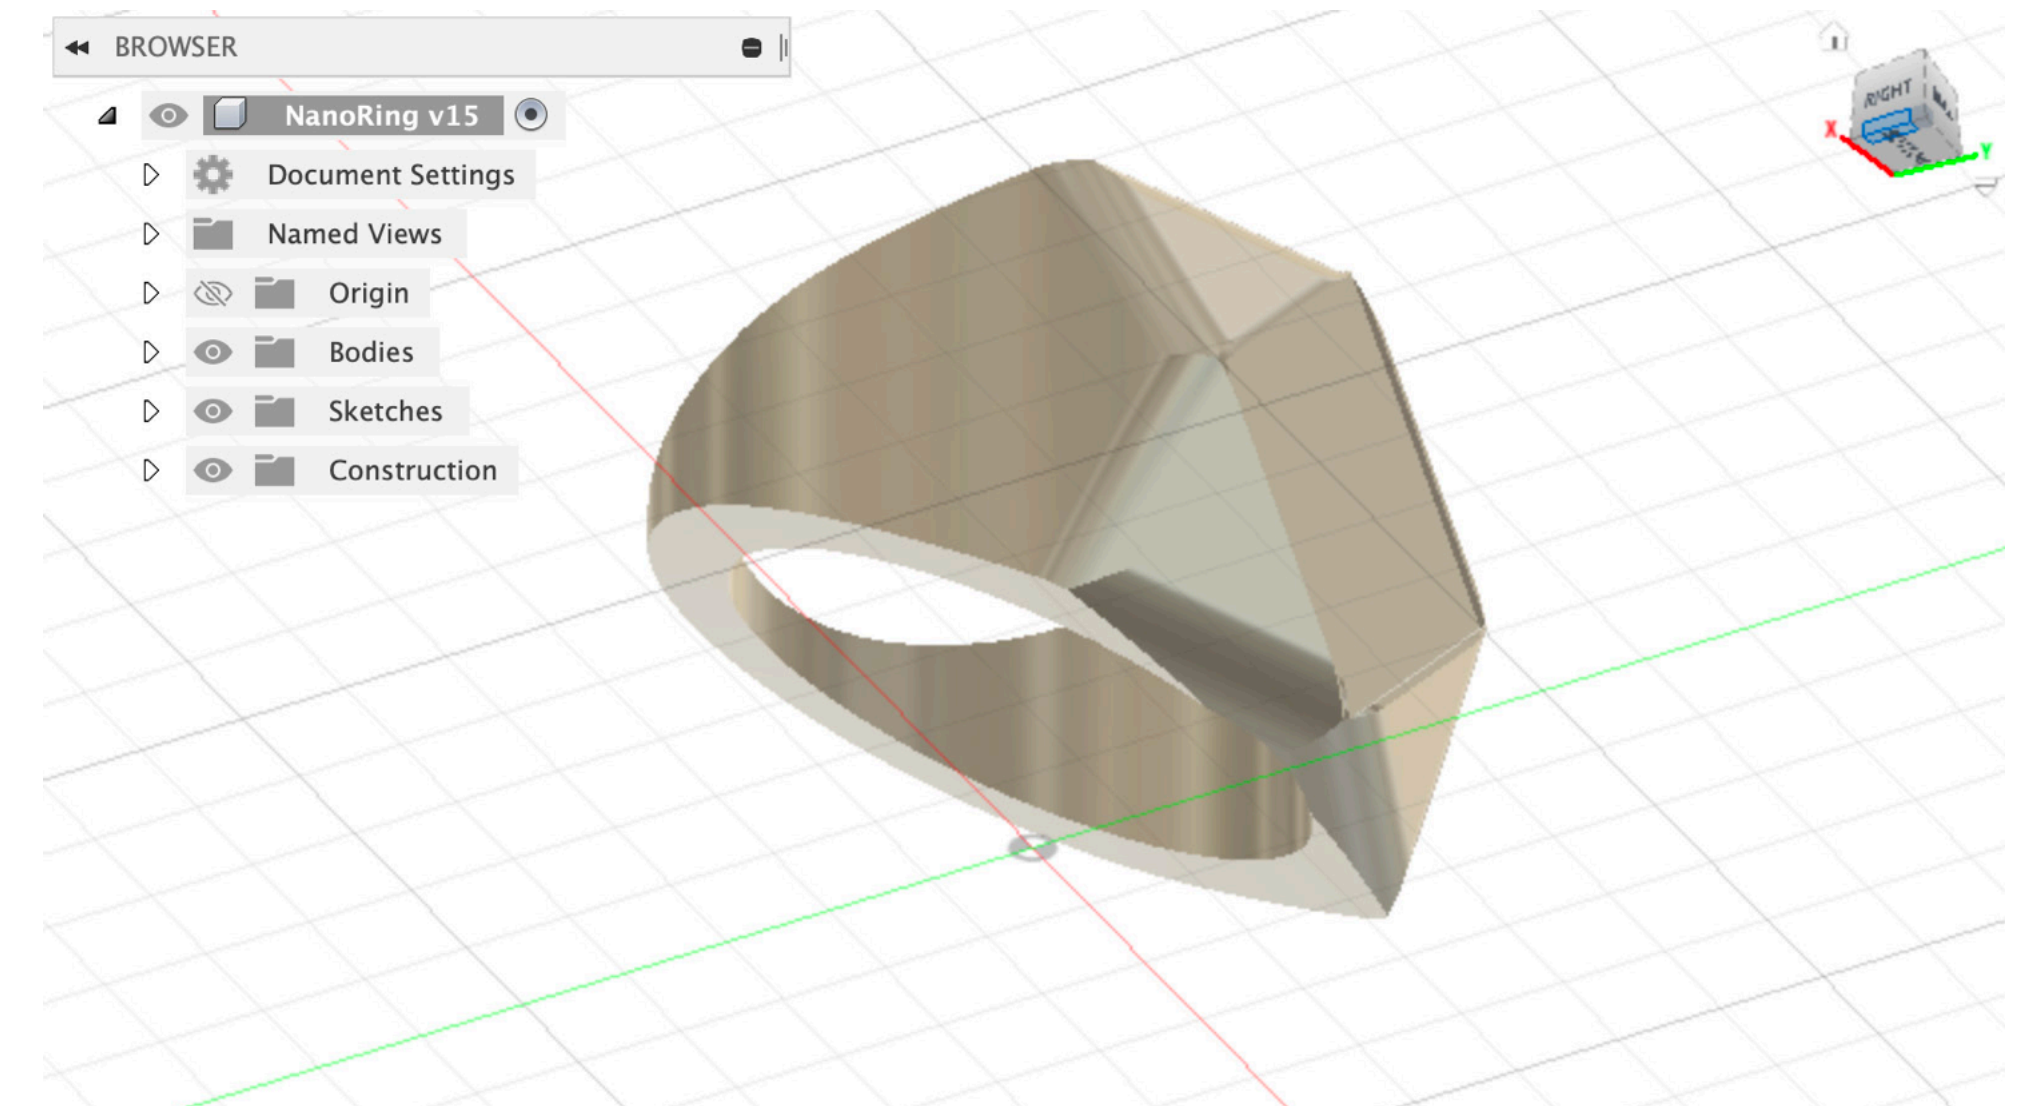 BROWSER
NanoRing v15
Document Settings
Named Views
Origin
Bodies
Sketches
Construction
RIGHT
X
Y